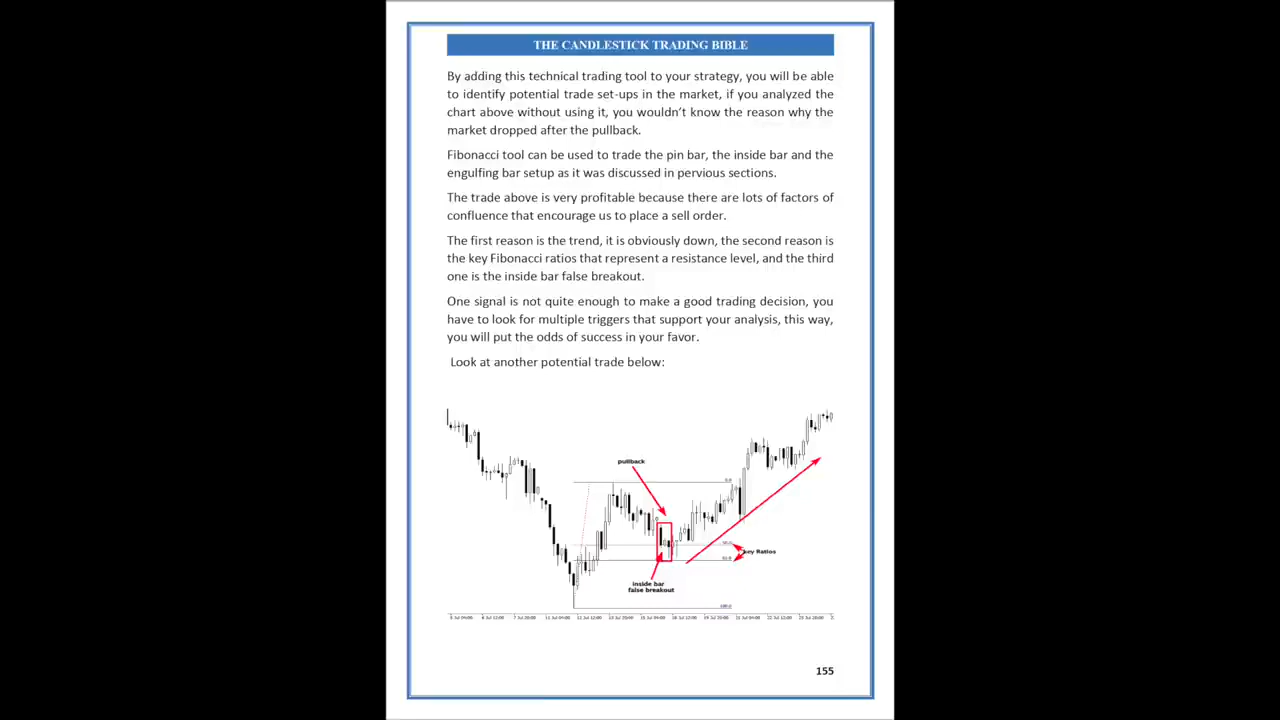 THE CANDLESTICK TRADING BIBLE
By adding this technical trading tool to your strategy, you will be able
to identify potential trade set-ups in the market, if you analyzed the
chart above without using it, you wouldn't know the reason why the
market dropped after the pullback.
Fibonacci tool can be used to trade the pin bar, the inside bar and the
engulfing bar setup as it was discussed in pervious sections.
The trade above is very profitable because there are lots of factors of
confluence that encourage us to place a sell order.
The first reason is the trend, it is obviously down, the second reason is
the key Fibonacci ratios that represent a resistance level, and the third
one is the inside bar false breakout.
One signal is not quite enough to make a good trading decision, you
have to look for multiple triggers that support your analysis, this way,
you will put the odds of success in your favor.
Look at another potential trade below:
pullback
0.0
50.0
key Ratios
inside bar
false breakout
100.0
155